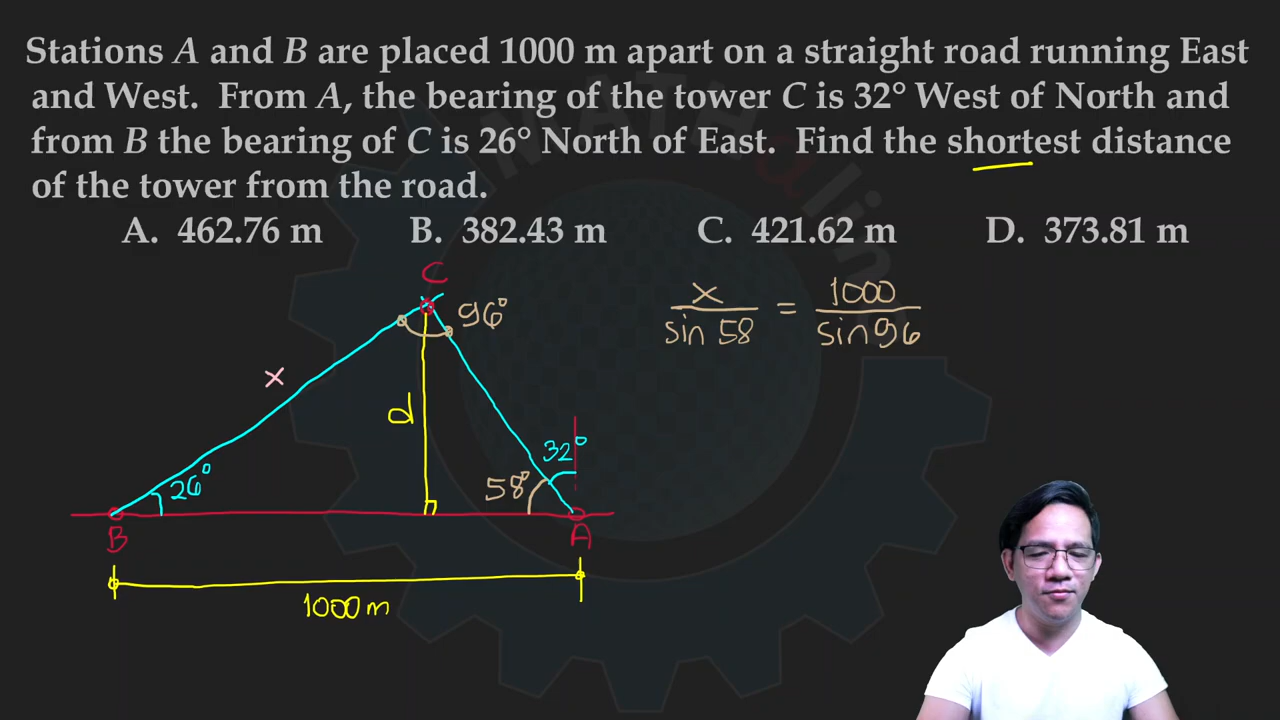 Stations A and B are placed 1000 m apart on a straight road running East
and West. From A, the bearing of the tower C is 32° West of North and
from B the bearing of C is 26° North of East. Find the shortest distance
of the tower from the road.
A. 462.76 m B. 382.43 m C. 421.62 m D. 373.81 m
C
96°
x / sin 58 = 1000 / sin 96
x
d
32°
26°
58°
B
A
1000 m
MATHalino